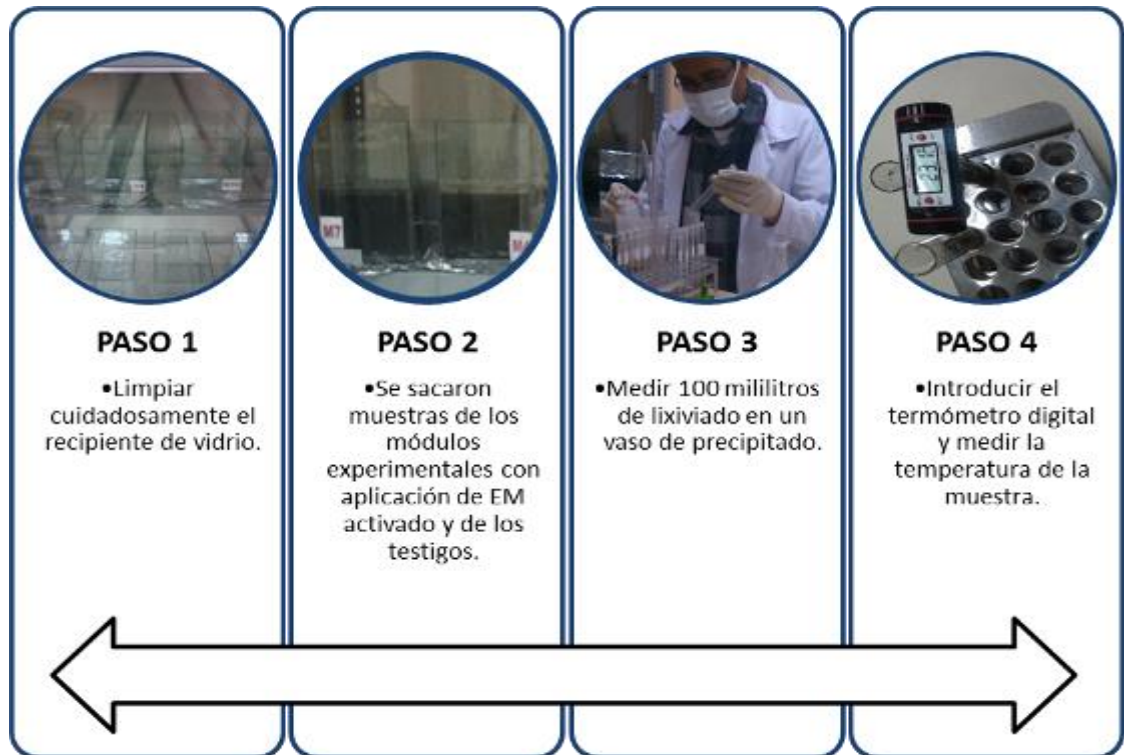 PASO 1
•Limpiar
cuidadosamente el
recipiente de vidrio.
M7
PASO 2
•Se sacaron
muestras de los
módulos
experimentales con
aplicación de EM
activado y de los
testigos.
PASO 3
•Medir 100 mililitros
de lixiviado en un
vaso de precipitado.
PASO 4
•Introducir el
termómetro digital
y medir la
temperatura de la
muestra.